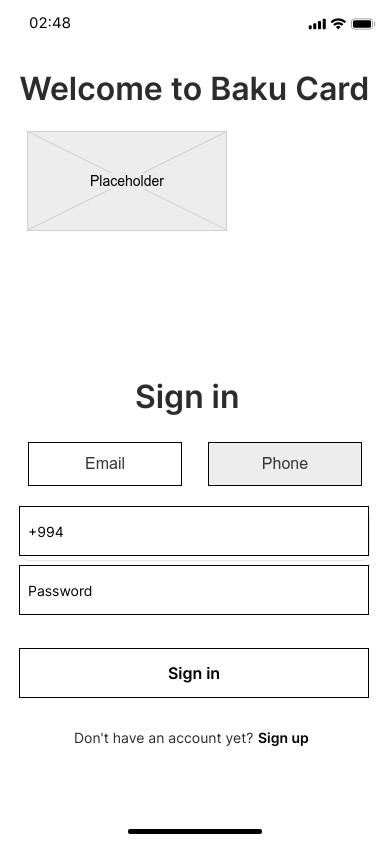 02:48
Welcome to Baku Card
Placeholder
Sign in
Email
Phone
+994
Password
Sign in
Don't have an account yet? Sign up